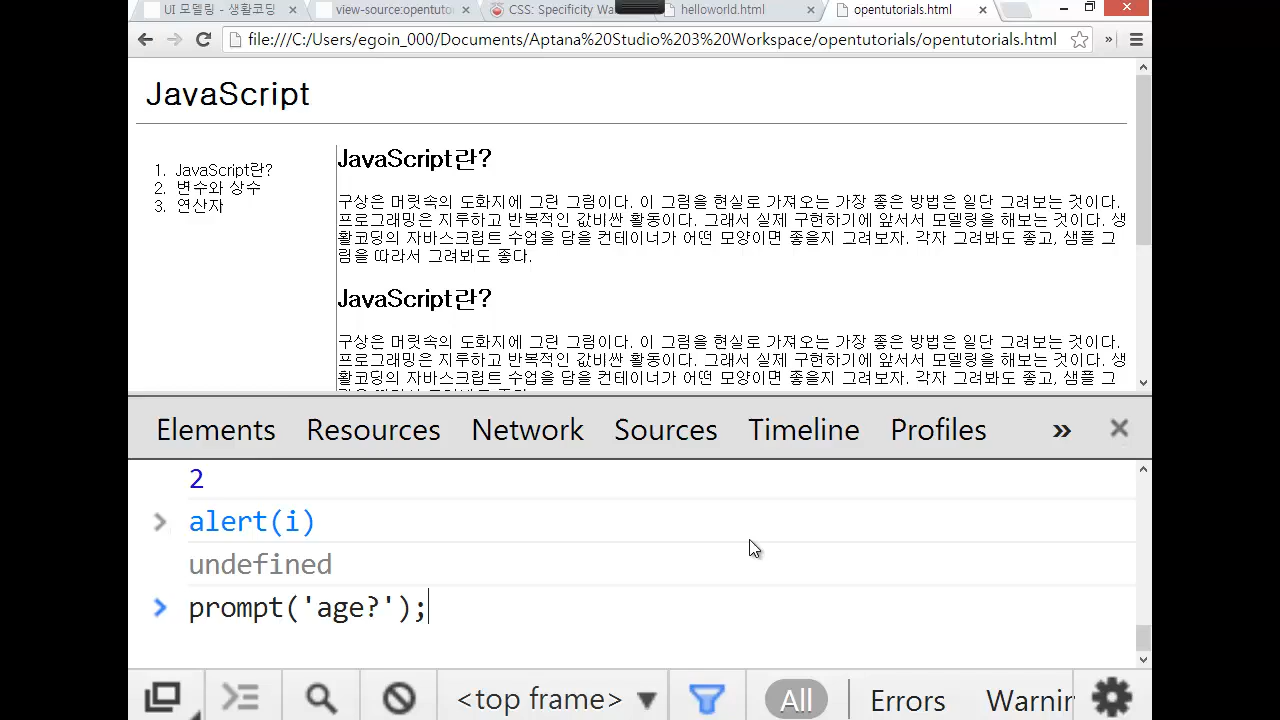 UI 모델링 - 생활코딩
view-source:opentuto
CSS: Specificity Wa
helloworld.html
opentutorials.html
file:///C:/Users/egoin_000/Documents/Aptana%20Studio%203%20Workspace/opentutorials/opentutorials.html
JavaScript
1. JavaScript란?
2. 변수와 상수
3. 연산자
JavaScript란?
구상은 머릿속의 도화지에 그린 그림이다. 이 그림을 현실로 가져오는 가장 좋은 방법은 일단 그려보는 것이다.
프로그래밍은 지루하고 반복적인 값비싼 활동이다. 그래서 실제 구현하기에 앞서서 모델링을 해보는 것이다. 생
활코딩의 자바스크립트 수업을 담을 컨테이너가 어떤 모양이면 좋을지 그려보자. 각자 그려봐도 좋고, 샘플 그
림을 따라서 그려봐도 좋다.
JavaScript란?
구상은 머릿속의 도화지에 그린 그림이다. 이 그림을 현실로 가져오는 가장 좋은 방법은 일단 그려보는 것이다.
프로그래밍은 지루하고 반복적인 값비싼 활동이다. 그래서 실제 구현하기에 앞서서 모델링을 해보는 것이다. 생
활코딩의 자바스크립트 수업을 담을 컨테이너가 어떤 모양이면 좋을지 그려보자. 각자 그려봐도 좋고, 샘플 그
Elements Resources Network Sources Timeline Profiles »
2
> alert(i)
undefined
> prompt('age?');
<top frame> All Errors Warnin